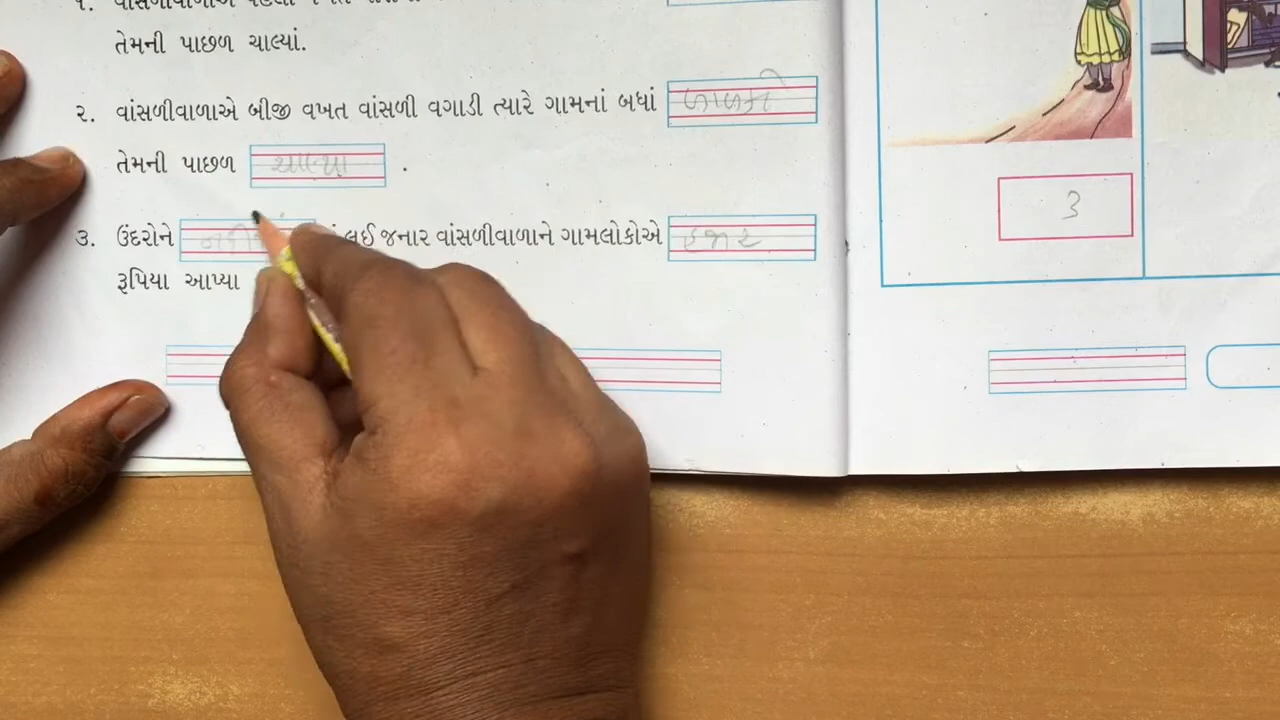 તેમની પાછળ ચાલ્યાં.
૨. વાંસળીવાળાએ બીજી વખત વાંસળી વગાડી ત્યારે ગામનાં બધાં બાળકો
તેમની પાછળ ચાલ્યા .
૩. ઉંદરોને લઈ જનાર વાંસળીવાળાને ગામલોકોએ હજાર
રૂપિયા આપ્યા
3